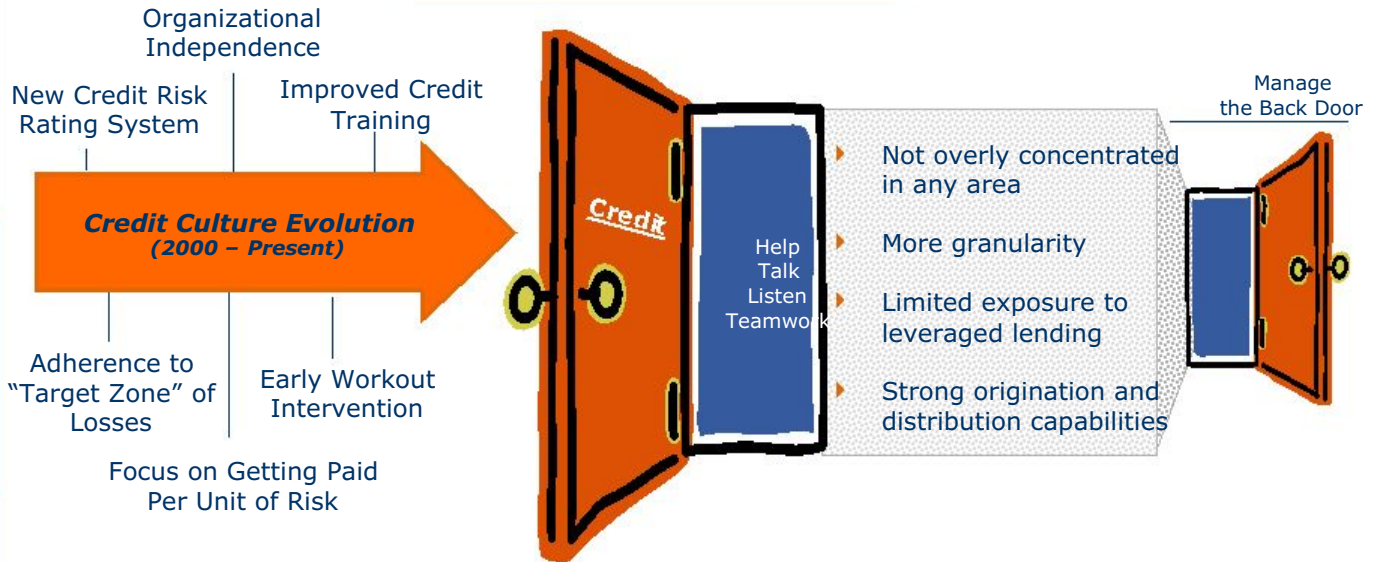 Organizational
Independence
New Credit Risk
Rating System
Improved Credit
Training
Credit Culture Evolution
(2000 – Present)
Adherence to
“Target Zone” of
Losses
Early Workout
Intervention
Focus on Getting Paid
Per Unit of Risk
Credit
Help
Talk
Listen
Teamwork
Not overly concentrated
in any area
More granularity
Limited exposure to
leveraged lending
Strong origination and
distribution capabilities
Manage
the Back Door